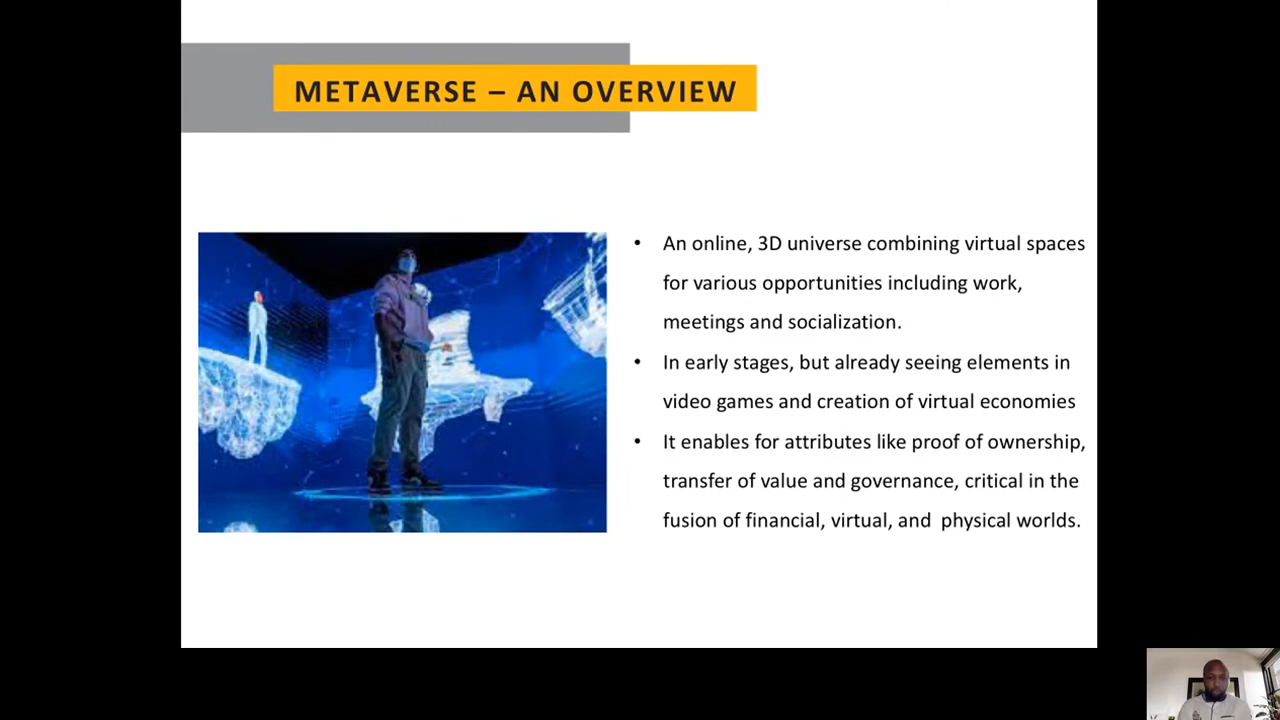 METAVERSE – AN OVERVIEW
• An online, 3D universe combining virtual spaces
for various opportunities including work,
meetings and socialization.
• In early stages, but already seeing elements in
video games and creation of virtual economies
• It enables for attributes like proof of ownership,
transfer of value and governance, critical in the
fusion of financial, virtual, and physical worlds.